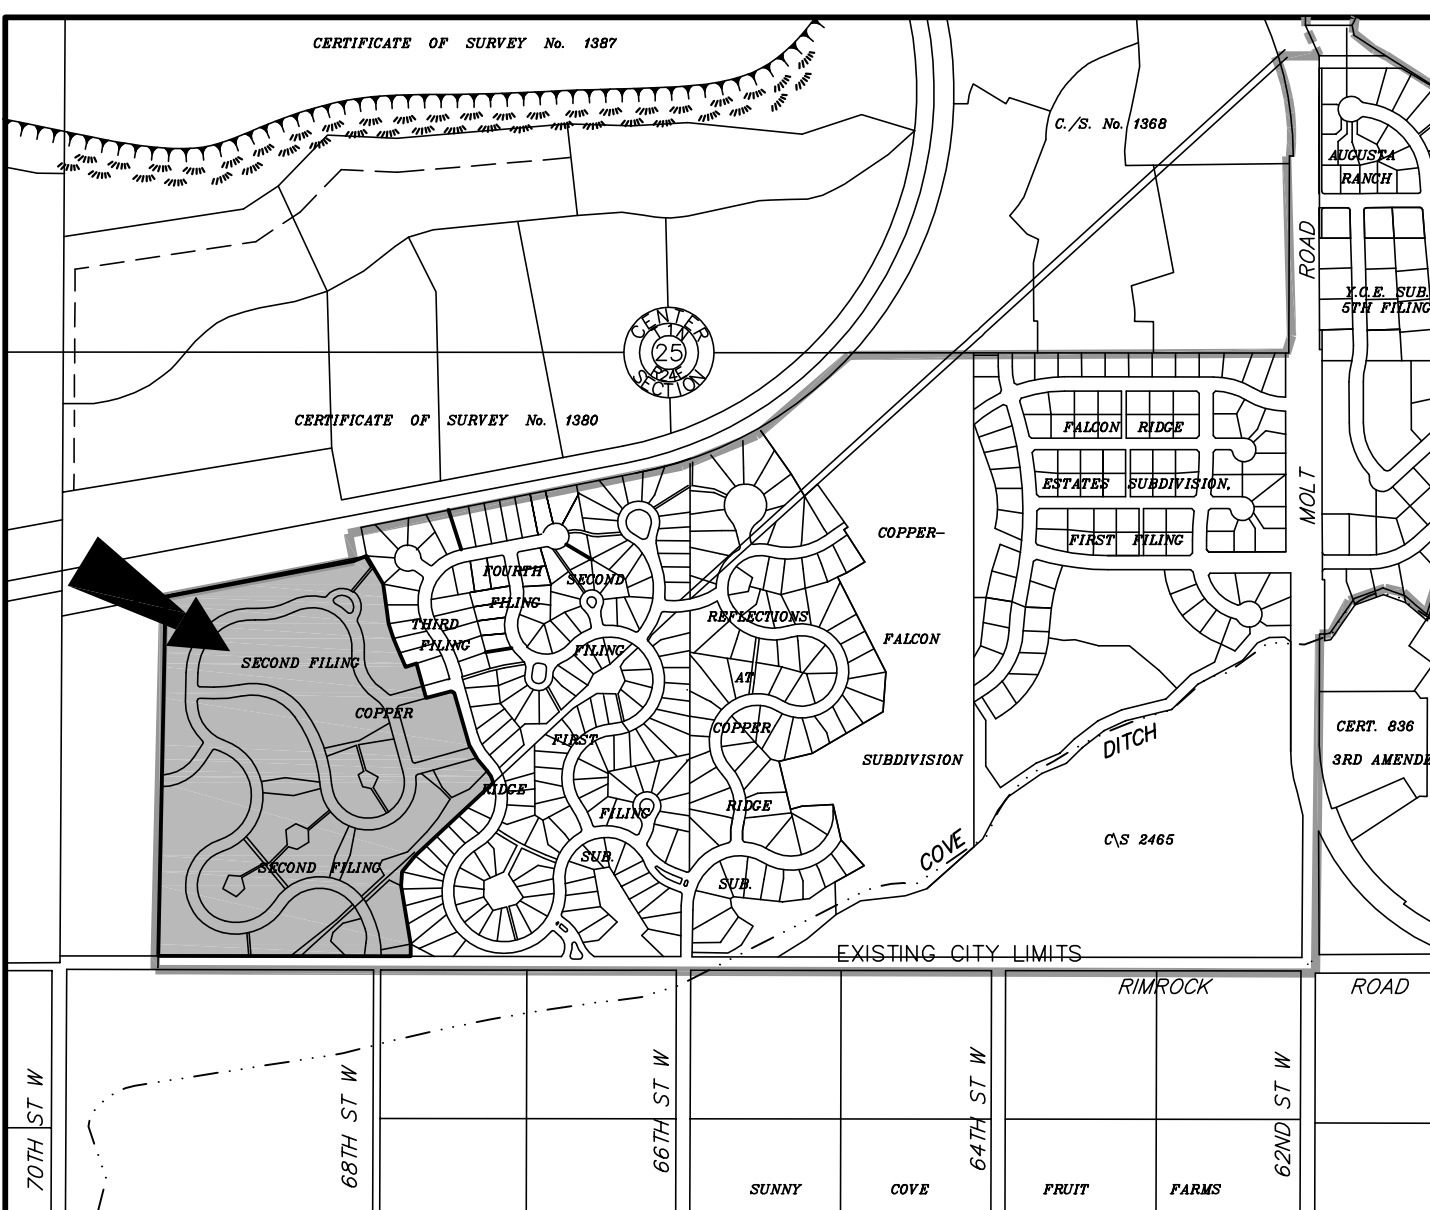 CERTIFICATE OF SURVEY No. 1387
C./S. No. 1368
AUGUSTA
RANCH
ROAD
Y.C.E. SUB.
5TH FILING
CENTER
T 1N
25
R24E
SECTION
CERTIFICATE OF SURVEY No. 1380
FALCON RIDGE
ESTATES SUBDIVISION,
FIRST FILING
MOLT
COPPER-
FALCON
SUBDIVISION
FOURTH
FILING
SECOND
FILING
THIRD
FILING
REFLECTIONS
AT
COPPER
RIDGE
SUB.
SECOND FILING
COPPER
RIDGE
FIRST
FILING
SUB.
SECOND FILING
CERT. 836
3RD AMENDE
DITCH
COVE
C\S 2465
EXISTING CITY LIMITS
RIMROCK ROAD
70TH ST W
68TH ST W
66TH ST W
64TH ST W
62ND ST W
SUNNY COVE FRUIT FARMS